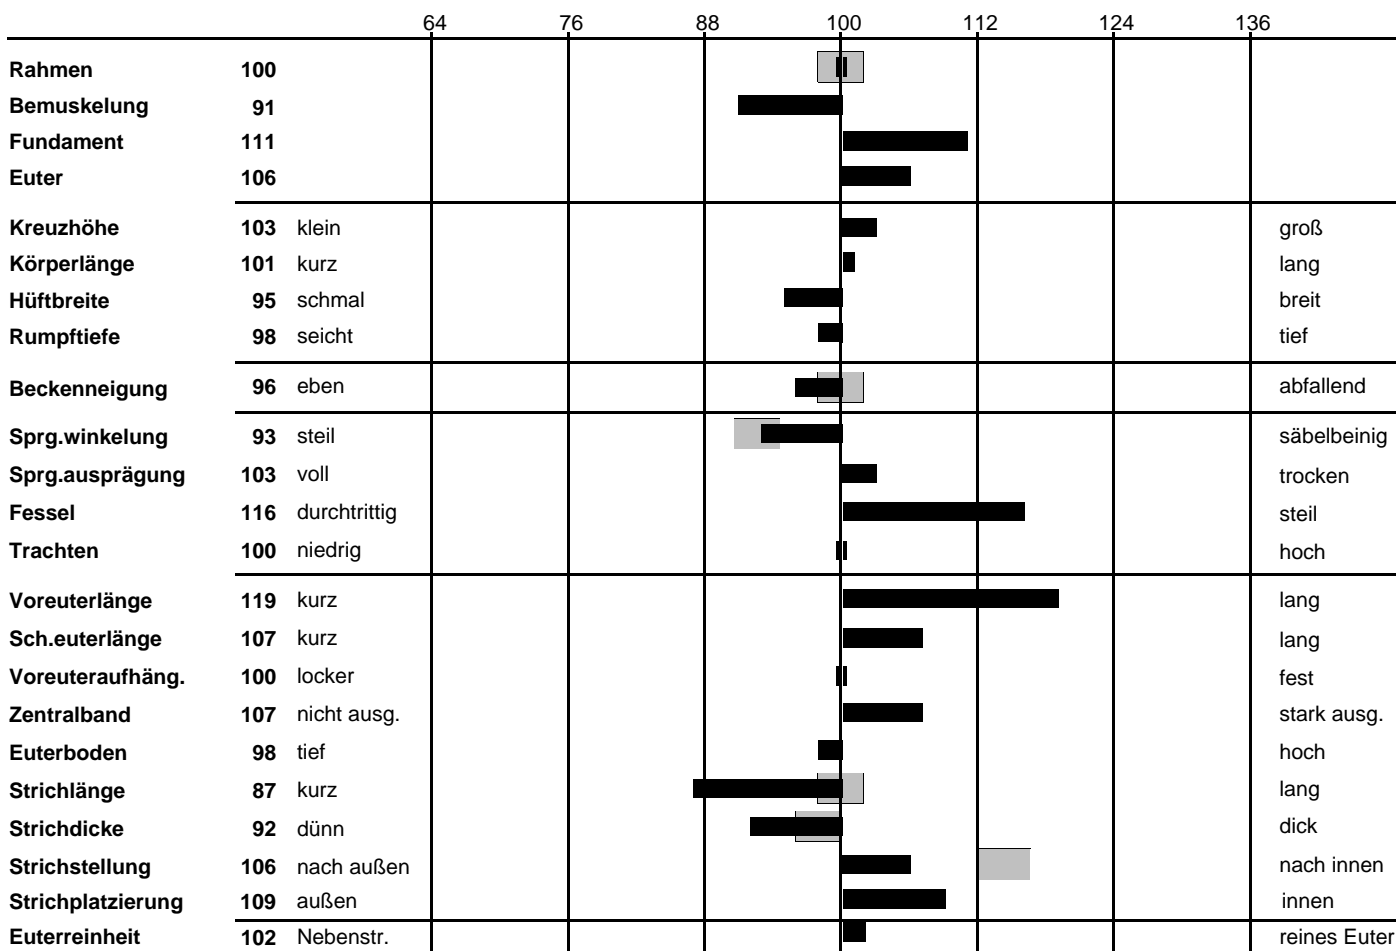 64 76 88 100 112 124 136
Rahmen 100
Bemuskelung 91
Fundament 111
Euter 106
Kreuzhöhe 103 klein groß
Körperlänge 101 kurz lang
Hüftbreite 95 schmal breit
Rumpftiefe 98 seicht tief
Beckenneigung 96 eben abfallend
Sprg.winkelung 93 steil säbelbeinig
Sprg.ausprägung 103 voll trocken
Fessel 116 durchtrittig steil
Trachten 100 niedrig hoch
Voreuterlänge 119 kurz lang
Sch.euterlänge 107 kurz lang
Voreuteraufhäng. 100 locker fest
Zentralband 107 nicht ausg. stark ausg.
Euterboden 98 tief hoch
Strichlänge 87 kurz lang
Strichdicke 92 dünn dick
Strichstellung 106 nach außen nach innen
Strichplatzierung 109 außen innen
Euterreinheit 102 Nebenstr. reines Euter